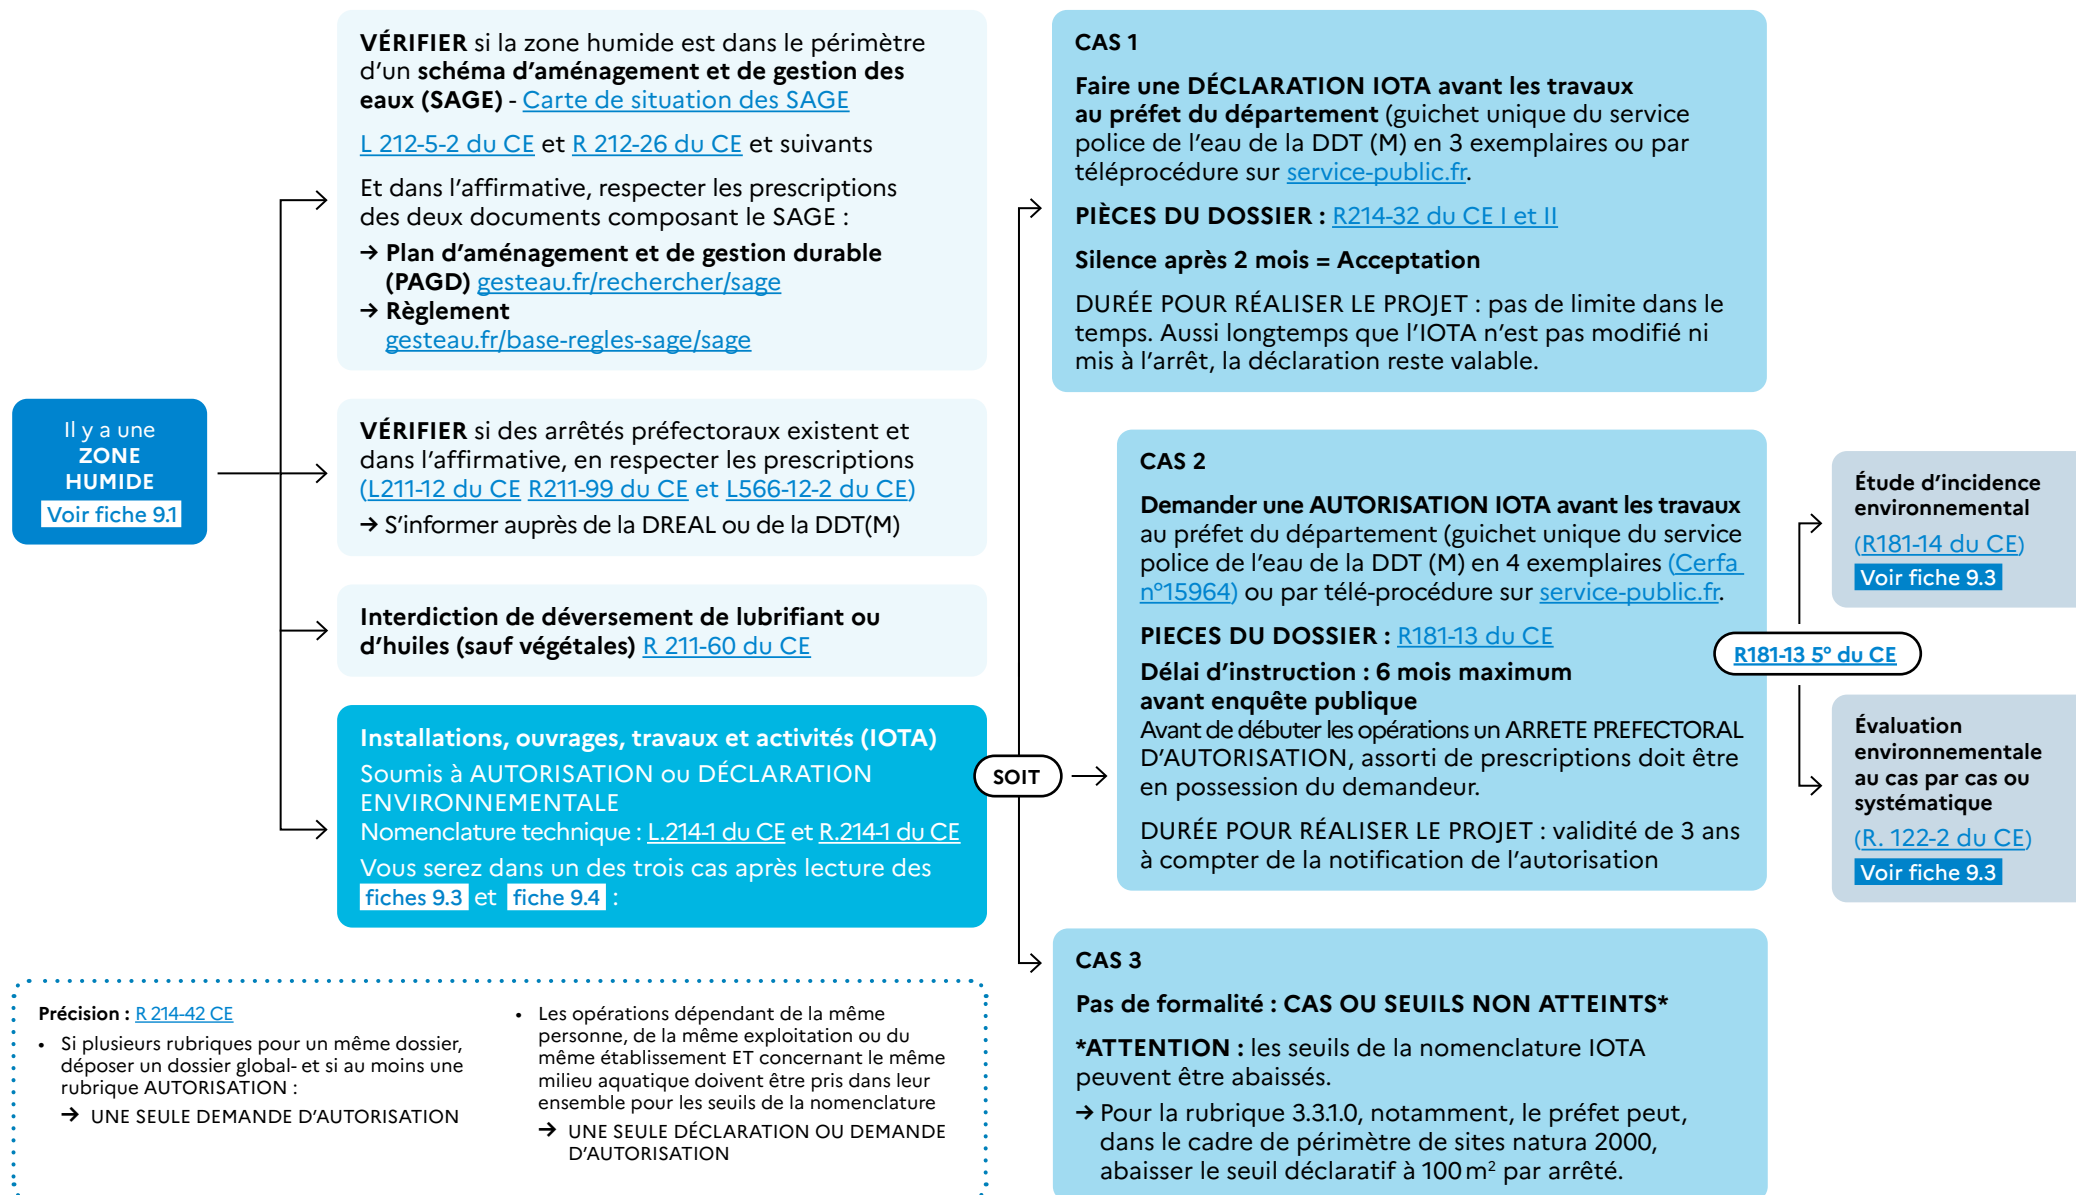 Il y a une
ZONE
HUMIDE
Voir fiche 9.1
VÉRIFIER si la zone humide est dans le périmètre
d'un schéma d'aménagement et de gestion des
eaux (SAGE) - Carte de situation des SAGE
L 212-5-2 du CE et R 212-26 du CE et suivants
Et dans l'affirmative, respecter les prescriptions
des deux documents composant le SAGE :
→ Plan d'aménagement et de gestion durable
(PAGD) gesteau.fr/rechercher/sage
→ Règlement
gesteau.fr/base-regles-sage/sage
VÉRIFIER si des arrêtés préfectoraux existent et
dans l'affirmative, en respecter les prescriptions
(L211-12 du CE R211-99 du CE et L566-12-2 du CE)
→ S'informer auprès de la DREAL ou de la DDT(M)
Interdiction de déversement de lubrifiant ou
d'huiles (sauf végétales) R 211-60 du CE
Installations, ouvrages, travaux et activités (IOTA)
Soumis à AUTORISATION ou DÉCLARATION
ENVIRONNEMENTALE
Nomenclature technique : L.214-1 du CE et R.214-1 du CE
Vous serez dans un des trois cas après lecture des
fiches 9.3 et fiche 9.4 :
SOIT
CAS 1
Faire une DÉCLARATION IOTA avant les travaux
au préfet du département (guichet unique du service
police de l'eau de la DDT (M) en 3 exemplaires ou par
téléprocédure sur service-public.fr.
PIÈCES DU DOSSIER : R214-32 du CE I et II
Silence après 2 mois = Acceptation
DURÉE POUR RÉALISER LE PROJET : pas de limite dans le
temps. Aussi longtemps que l'IOTA n'est pas modifié ni
mis à l'arrêt, la déclaration reste valable.
CAS 2
Demander une AUTORISATION IOTA avant les travaux
au préfet du département (guichet unique du service
police de l'eau de la DDT (M) en 4 exemplaires (Cerfa
n°15964) ou par télé-procédure sur service-public.fr.
PIECES DU DOSSIER : R181-13 du CE
Délai d'instruction : 6 mois maximum
avant enquête publique
Avant de débuter les opérations un ARRETE PREFECTORAL
D'AUTORISATION, assorti de prescriptions doit être
en possession du demandeur.
DURÉE POUR RÉALISER LE PROJET : validité de 3 ans
à compter de la notification de l'autorisation
R181-13 5° du CE
Étude d'incidence
environnemental
(R181-14 du CE)
Voir fiche 9.3
Évaluation
environnementale
au cas par cas ou
systématique
(R. 122-2 du CE)
Voir fiche 9.3
CAS 3
Pas de formalité : CAS OU SEUILS NON ATTEINTS*
*ATTENTION : les seuils de la nomenclature IOTA
peuvent être abaissés.
→ Pour la rubrique 3.3.1.0, notamment, le préfet peut,
dans le cadre de périmètre de sites natura 2000,
abaisser le seuil déclaratif à 100 m² par arrêté.
Précision : R 214-42 CE
• Si plusieurs rubriques pour un même dossier,
déposer un dossier global- et si au moins une
rubrique AUTORISATION :
→ UNE SEULE DEMANDE D'AUTORISATION
• Les opérations dépendant de la même
personne, de la même exploitation ou du
même établissement ET concernant le même
milieu aquatique doivent être pris dans leur
ensemble pour les seuils de la nomenclature
→ UNE SEULE DÉCLARATION OU DEMANDE
D'AUTORISATION